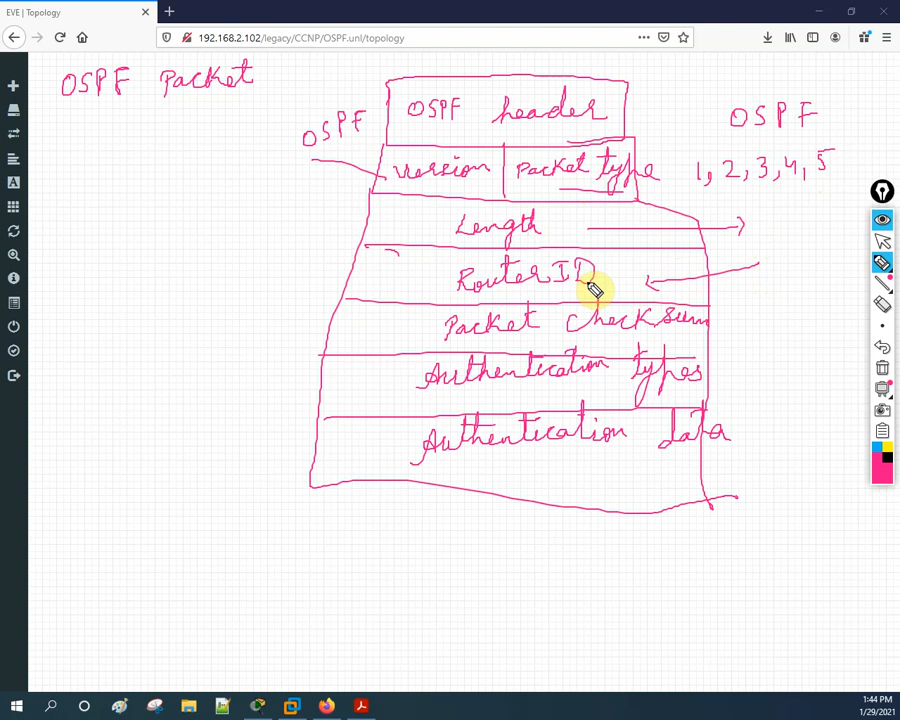 EVE | Topology
192.168.2.102/legacy/CCNP/OSPF.unl/topology
OSPF Packet
OSPF header
OSPF
OSPF
version
Packet type
1, 2, 3, 4, 5
Length
Router ID
Packet Check Sum
Authentication types
Authentication data
1:44 PM
1/29/2021